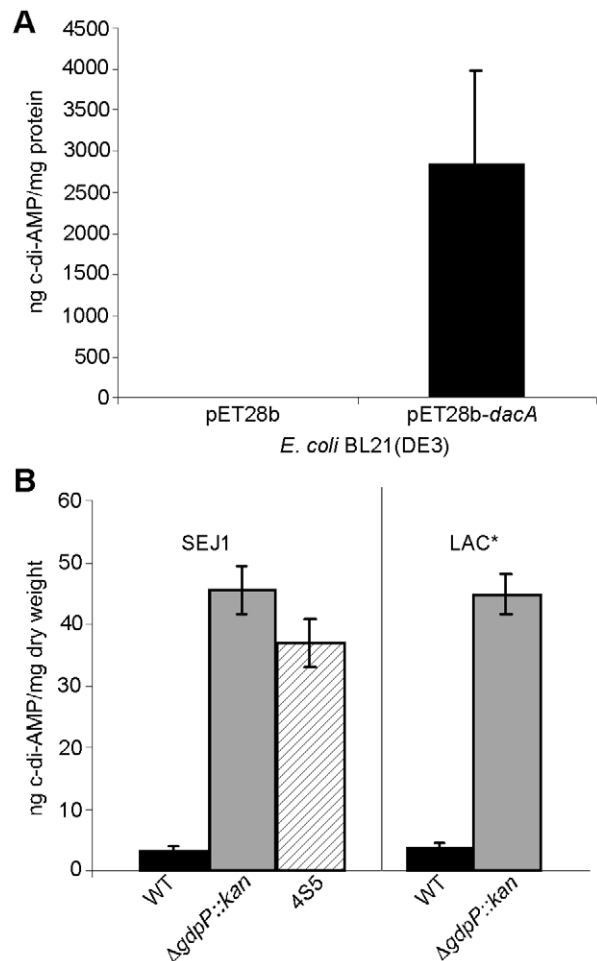 A
ng c-di-AMP/mg protein
4500
4000
3500
3000
2500
2000
1500
1000
500
0
pET28b pET28b-dacA
E. coli BL21(DE3)
B
ng c-di-AMP/mg dry weight
60
50
40
30
20
10
0
SEJ1 LAC*
WT ΔgdpP::kan 4S5 WT ΔgdpP::kan